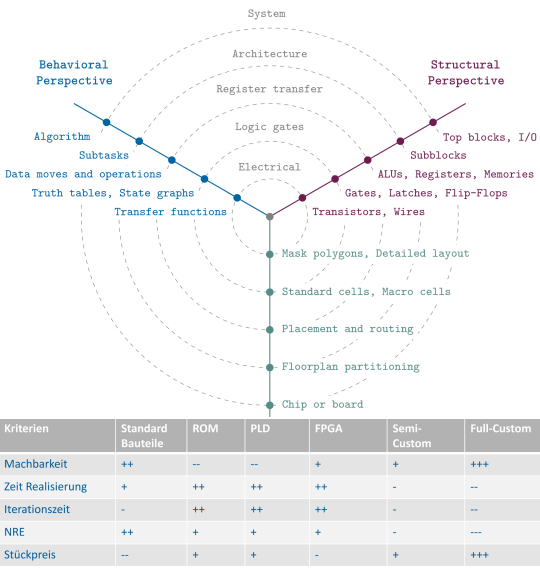 System
Architecture
Behavioral
Perspective
Structural
Perspective
Register transfer
Logic gates
Algorithm
Top blocks, I/O
Subtasks
Subblocks
Electrical
Data moves and operations
ALUs, Registers, Memories
Truth tables, State graphs
Gates, Latches, Flip-Flops
Transfer functions
Transistors, Wires
Mask polygons, Detailed layout
Standard cells, Macro cells
Placement and routing
Floorplan partitioning
Chip or board
Kriterien Standard Bauteile ROM PLD FPGA Semi-Custom Full-Custom
Machbarkeit ++ -- -- + + +++
Zeit Realisierung + ++ ++ ++ - --
Iterationszeit - ++ ++ ++ - --
NRE ++ + + + - ---
Stückpreis -- + + - + +++